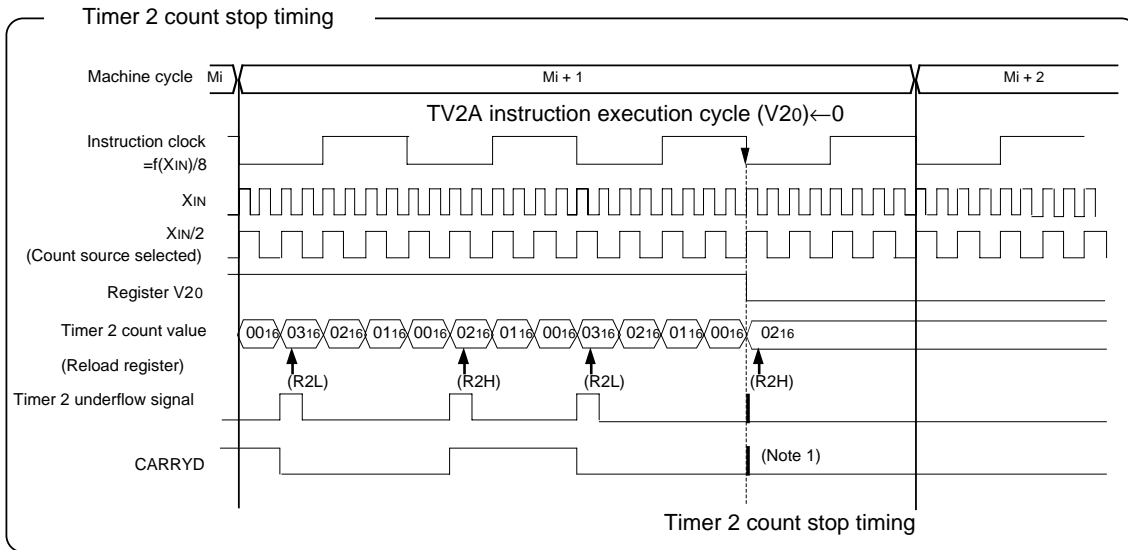 Timer 2 count stop timing
Machine cycle Mi Mi + 1 Mi + 2
TV2A instruction execution cycle (V20)←0
Instruction clock
=f(XIN)/8
XIN
XIN/2
(Count source selected)
Register V20
Timer 2 count value 0016 0316 0216 0116 0016 0216 0116 0016 0316 0216 0116 0016 0216
(Reload register)
(R2L) (R2H) (R2L) (R2H)
Timer 2 underflow signal
CARRYD (Note 1)
Timer 2 count stop timing